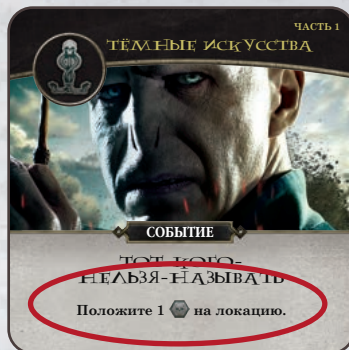 ЧАСТЬ 1
ТЁМНЫЕ ИСКУССТВА
СОБЫТИЕ
ТОТ-КОГО-
НЕЛЬЗЯ-НАЗЫВАТЬ
Положите 1 на локацию.